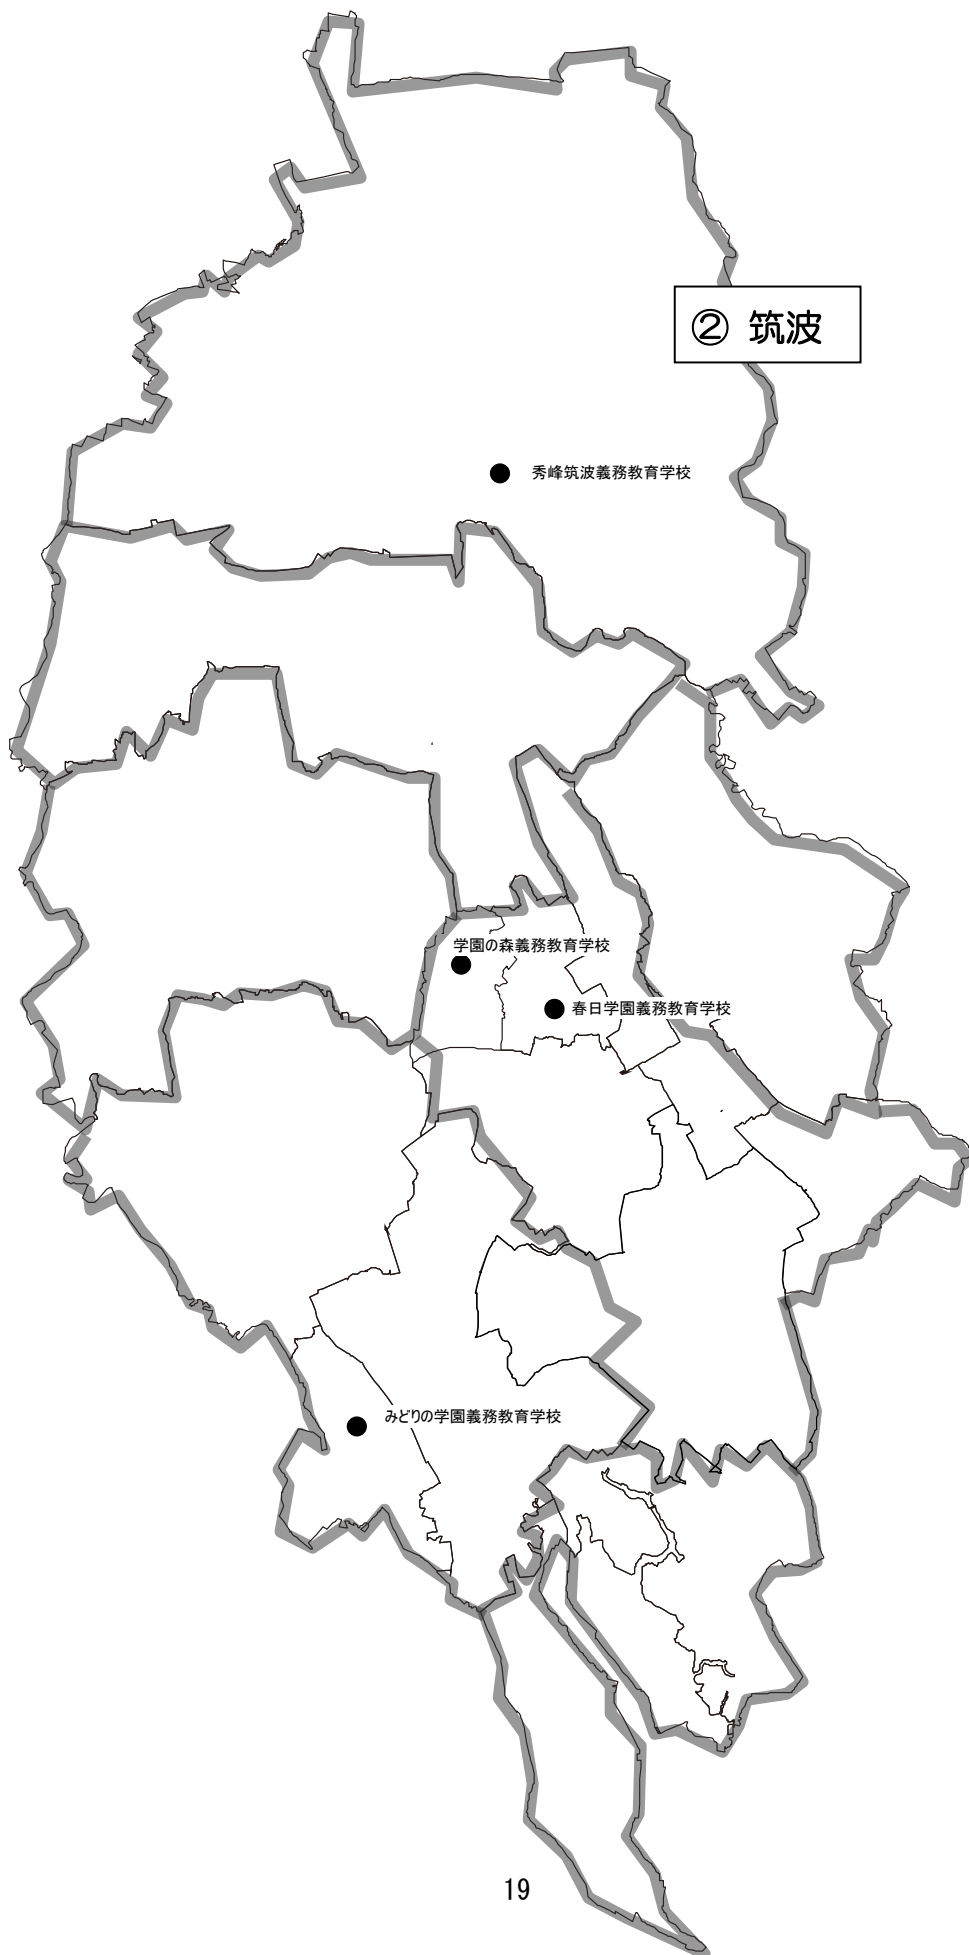 ② 筑波
秀峰筑波義務教育学校
学園の森義務教育学校
春日学園義務教育学校
みどりの学園義務教育学校
19